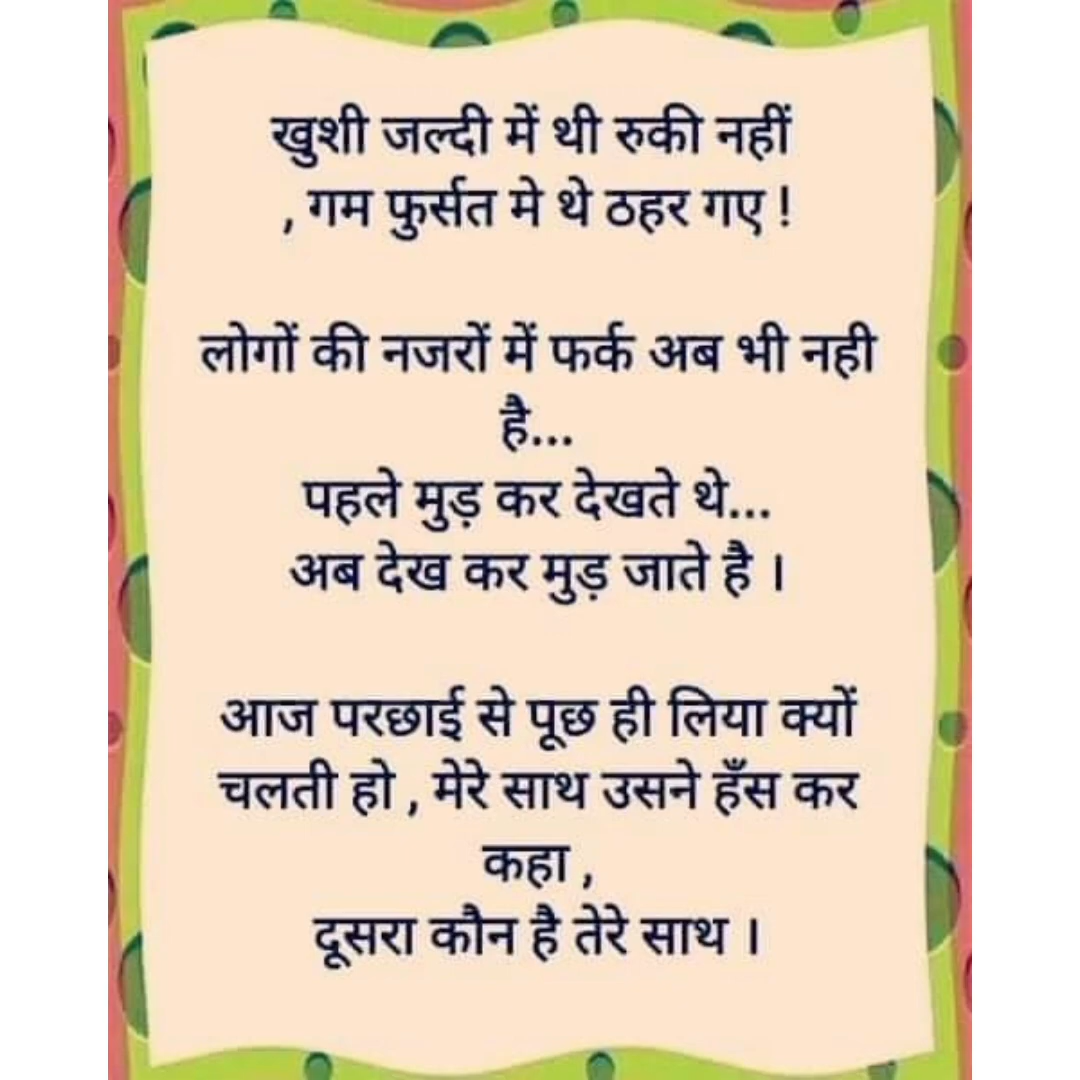 खुशी जल्दी में थी रुकी नहीं
, गम फुर्सत मे थे ठहर गए !
लोगों की नजरों में फर्क अब भी नही
है...
पहले मुड़ कर देखते थे...
अब देख कर मुड़ जाते है ।
आज परछाई से पूछ ही लिया क्यों
चलती हो , मेरे साथ उसने हँस कर
कहा ,
दूसरा कौन है तेरे साथ ।